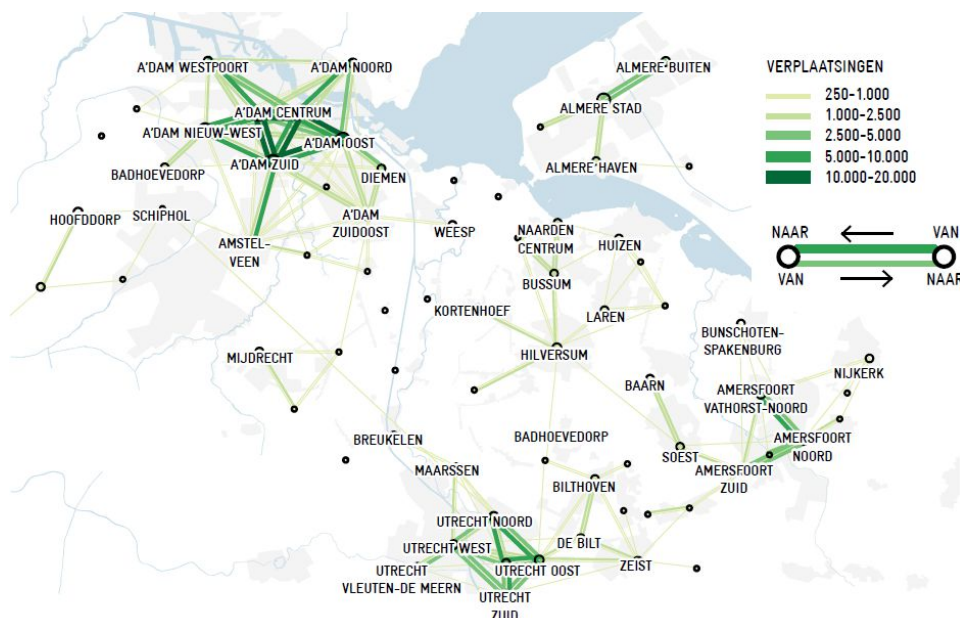 A'DAM WESTPOORT
A'DAM NOORD
A'DAM CENTRUM
A'DAM NIEUW-WEST
A'DAM OOST
A'DAM ZUID
BADHOEVEDORP
DIEMEN
HOOFDDORP
SCHIPHOL
A'DAM
ZUIDOOST
WEESP
AMSTEL-
VEEN
ALMERE BUITEN
ALMERE STAD
ALMERE HAVEN
VERPLAATSINGEN
250-1.000
1.000-2.500
2.500-5.000
5.000-10.000
10.000-20.000
NAAR
VAN
VAN
NAAR
NAARDEN
CENTRUM
HUIZEN
BUSSUM
KORTENHOEF
LAREN
HILVERSUM
BUNSCHOTEN-
SPAKENBURG
MIJDRECHT
BAARN
NIJKERK
AMERSFOORT
VATHORST-NOORD
BREUKELEN
BADHOEVEDORP
AMERSFOORT
NOORD
SOEST
AMERSFOORT
ZUID
MAARSSEN
BILTHOVEN
UTRECHT NOORD
UTRECHT WEST
DE BILT
UTRECHT OOST
ZEIST
UTRECHT
VLEUTEN-DE MEERN
UTRECHT
ZUID